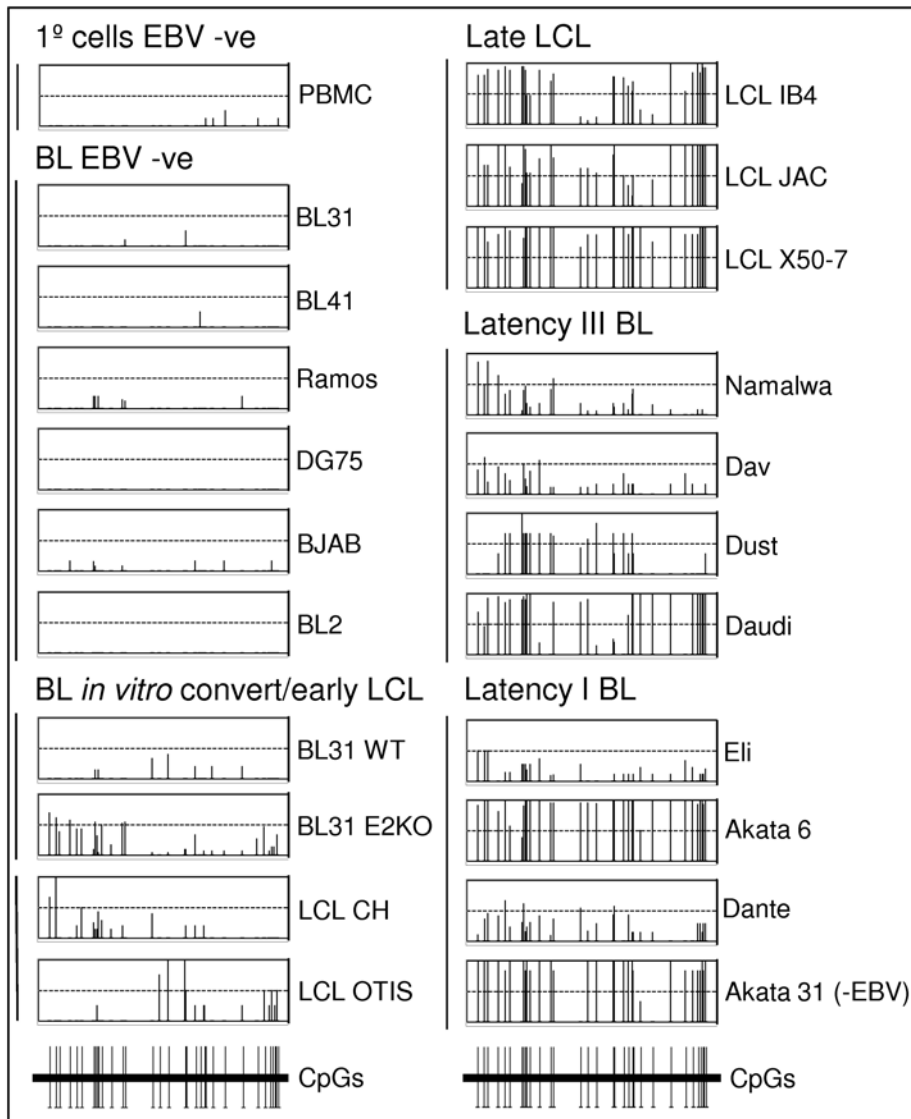 1º cells EBV -ve
PBMC
BL EBV -ve
BL31
BL41
Ramos
DG75
BJAB
BL2
BL in vitro convert/early LCL
BL31 WT
BL31 E2KO
LCL CH
LCL OTIS
CpGs
Late LCL
LCL IB4
LCL JAC
LCL X50-7
Latency III BL
Namalwa
Dav
Dust
Daudi
Latency I BL
Eli
Akata 6
Dante
Akata 31 (-EBV)
CpGs